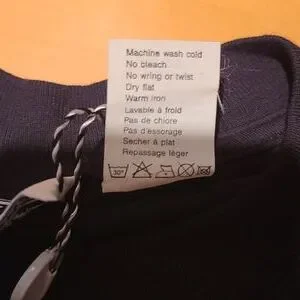 Machine wash cold
No bleach
No wring or twist
Dry flat
Warm iron
Lavable à froid
Pas de chlore
Pas d'essorage
Secher à plat
Repassage léger
30°